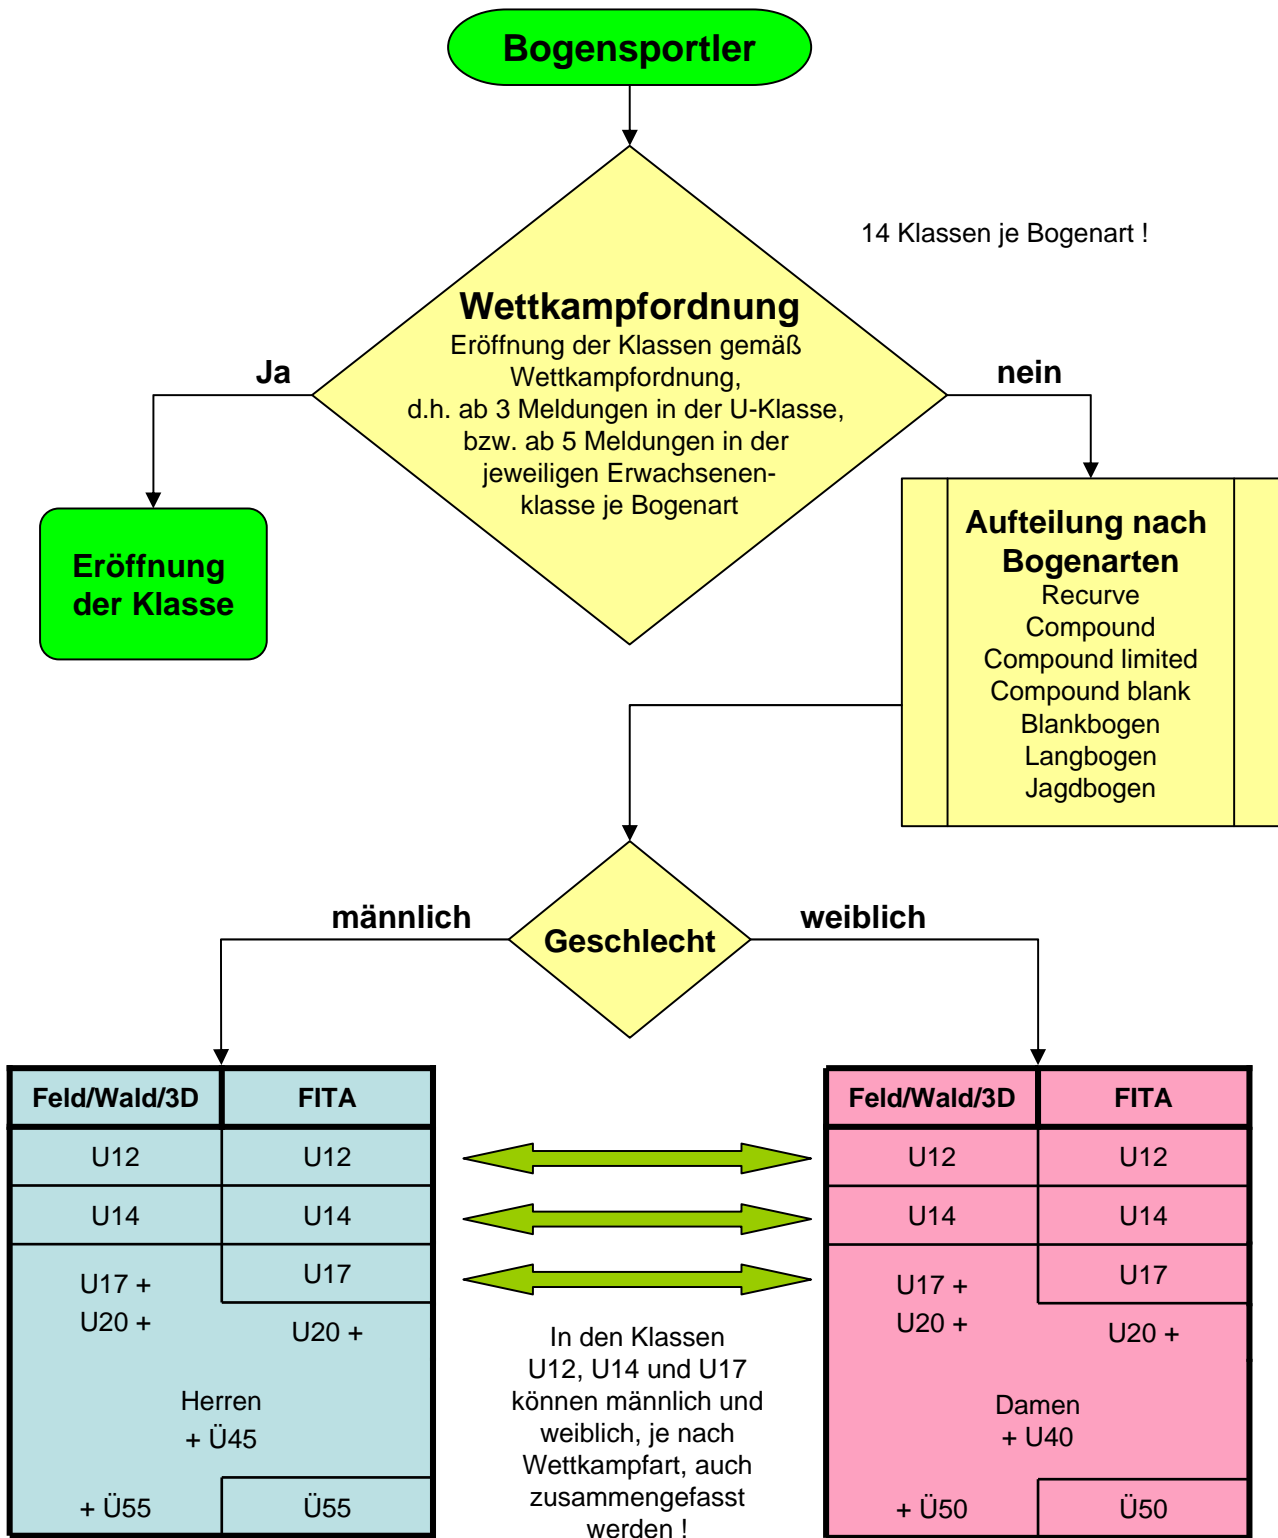 Bogensportler
14 Klassen je Bogenart !
Wettkampfordnung
Eröffnung der Klassen gemäß
Wettkampfordnung,
d.h. ab 3 Meldungen in der U-Klasse,
bzw. ab 5 Meldungen in der
jeweiligen Erwachsenen-
klasse je Bogenart
Ja
nein
Eröffnung
der Klasse
Aufteilung nach
Bogenarten
Recurve
Compound
Compound limited
Compound blank
Blankbogen
Langbogen
Jagdbogen
männlich
weiblich
Geschlecht
Feld/Wald/3D FITA
U12 U12
U14 U14
U17 + U17
U20 + U20 +
Herren
+ Ü45
+ Ü55 Ü55
In den Klassen
U12, U14 und U17
können männlich und
weiblich, je nach
Wettkampfart, auch
zusammengefasst
werden !
Feld/Wald/3D FITA
U12 U12
U14 U14
U17 + U17
U20 + U20 +
Damen
+ U40
+ Ü50 Ü50